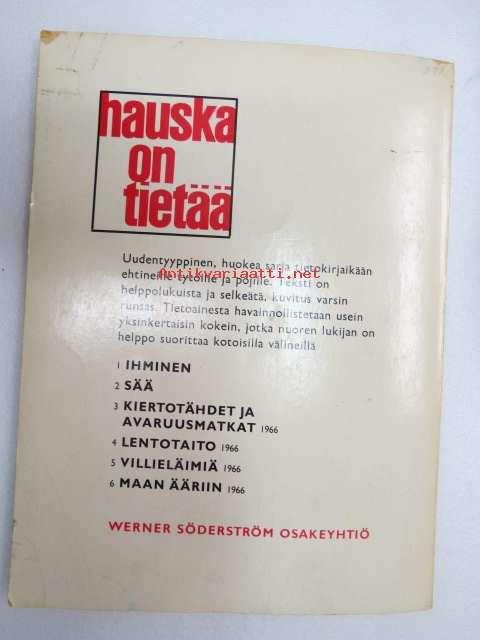 hauska
on
tietää
Uudentyyppinen, huokea sarja tietokirjaikään
ehtineille tytöille ja pojille. Teksti on
Antikvariaatti.net
helppolukuista ja selkeätä, kuvitus varsin
runsas. Tietoainesta havainnollistetaan usein
yksinkertaisin kokein, jotka nuoren lukijan on
helppo suorittaa kotoisilla välineillä.
1 IHMINEN
2 SÄÄ
3 KIERTOTÄHDET JA
AVARUUSMATKAT 1966
4 LENTOTAITO 1966
5 VILLIELÄIMIÄ 1966
6 MAAN ÄÄRIIN 1966
WERNER SÖDERSTRÖM OSAKEYHTIÖ